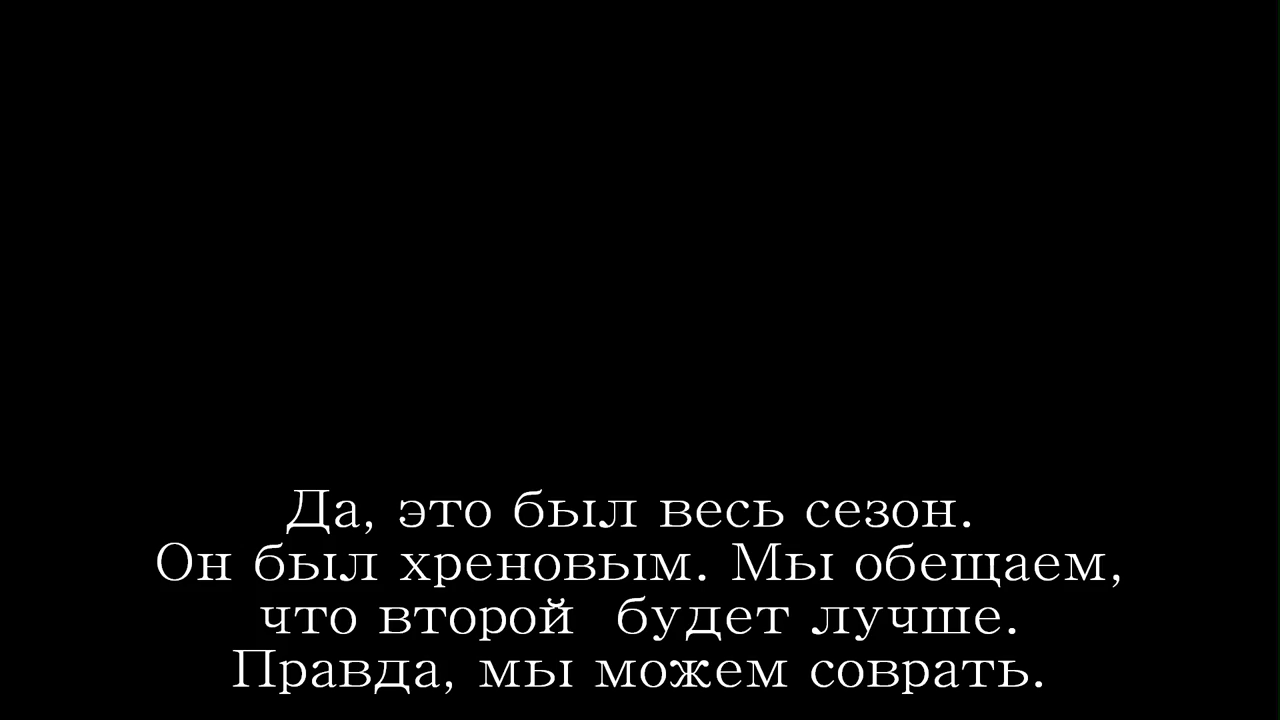 Да, это был весь сезон.
Он был хреновым. Мы обещаем,
что второй  будет лучше.
Правда, мы можем соврать.